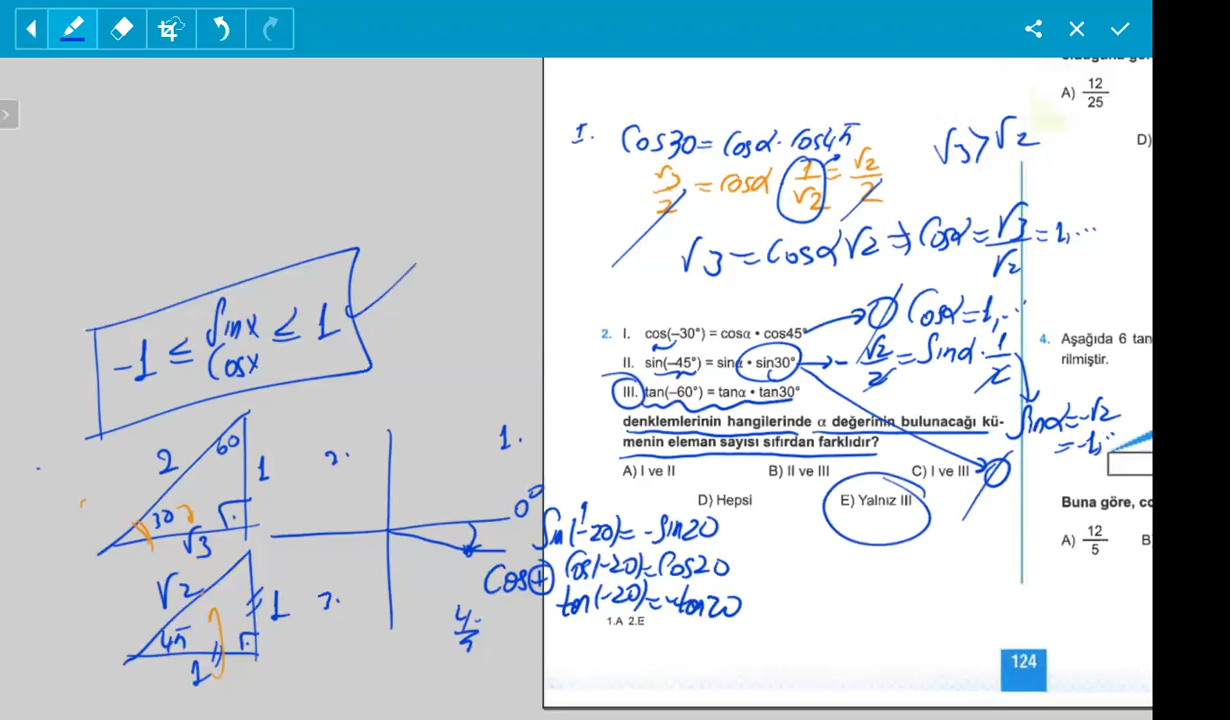 A) 12/25
D)
I. Cos30 = Cosα · Cos45
√3/2 = cosα 1/√2 = √2/2
√3 > √2
√3 = Cosα √2 ⇒ Cosα = √3/√2 = 1,...
-1 ≤ Sinx Cosx ≤ 1
2. I. cos(–30°) = cosα • cos45° → ∅ Cosα = 1,...
II. sin(–45°) = sinα • sin30° → - √2/2 = Sinα · 1/2
III. tan(–60°) = tanα • tan30°
Sinα = -√2
= -1,...
denklemlerinin hangilerinde α değerinin bulunacağı kü-
menin eleman sayısı sıfırdan farklıdır?
A) I ve II B) II ve III C) I ve III ∅
D) Hepsi E) Yalnız III
4. Aşağıda 6 tan
rilmiştir.
Buna göre, co
A) 12/5 B)
2 60 1
30 √3
√2 1
45 1
1.
2.
3.
4.
0°
Cos +
Sin(-20) = -Sin20
Cos(-20) = Cos20
tan(-20) = -tan20
1.A 2.E
124